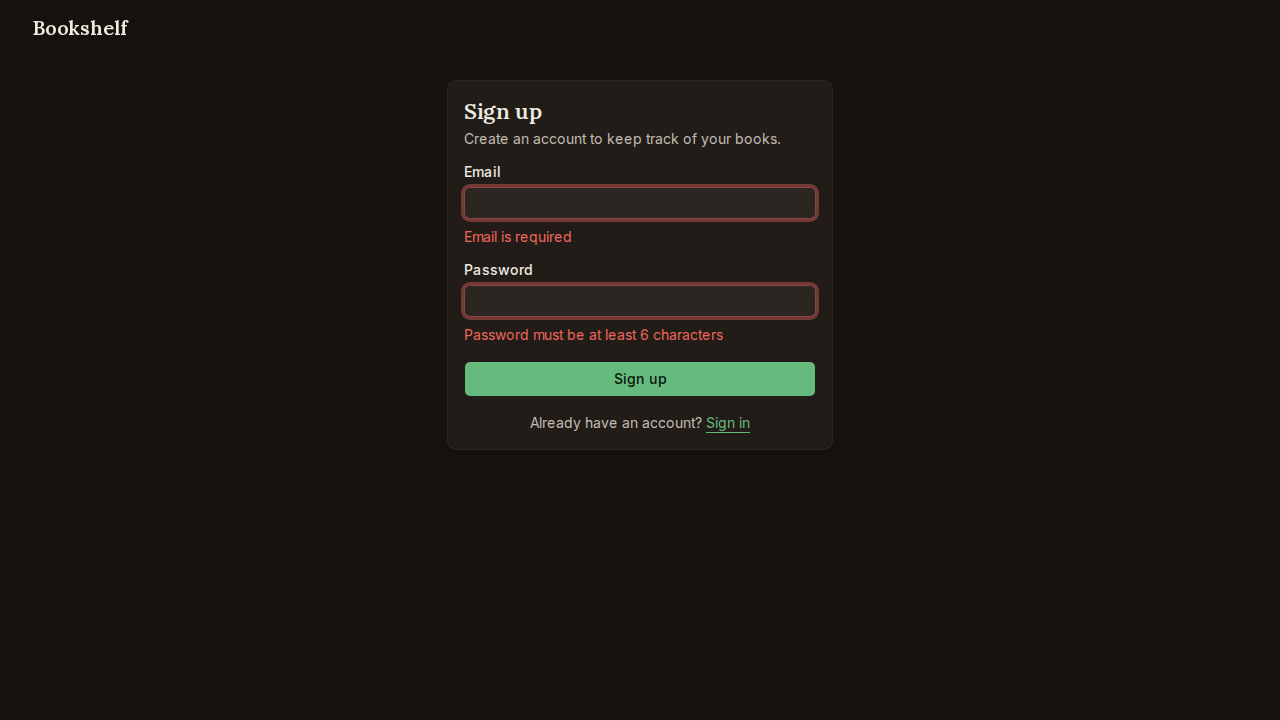 Bookshelf
Sign up
Create an account to keep track of your books.
Email
Email is required
Password
Password must be at least 6 characters
Sign up
Already have an account? Sign in